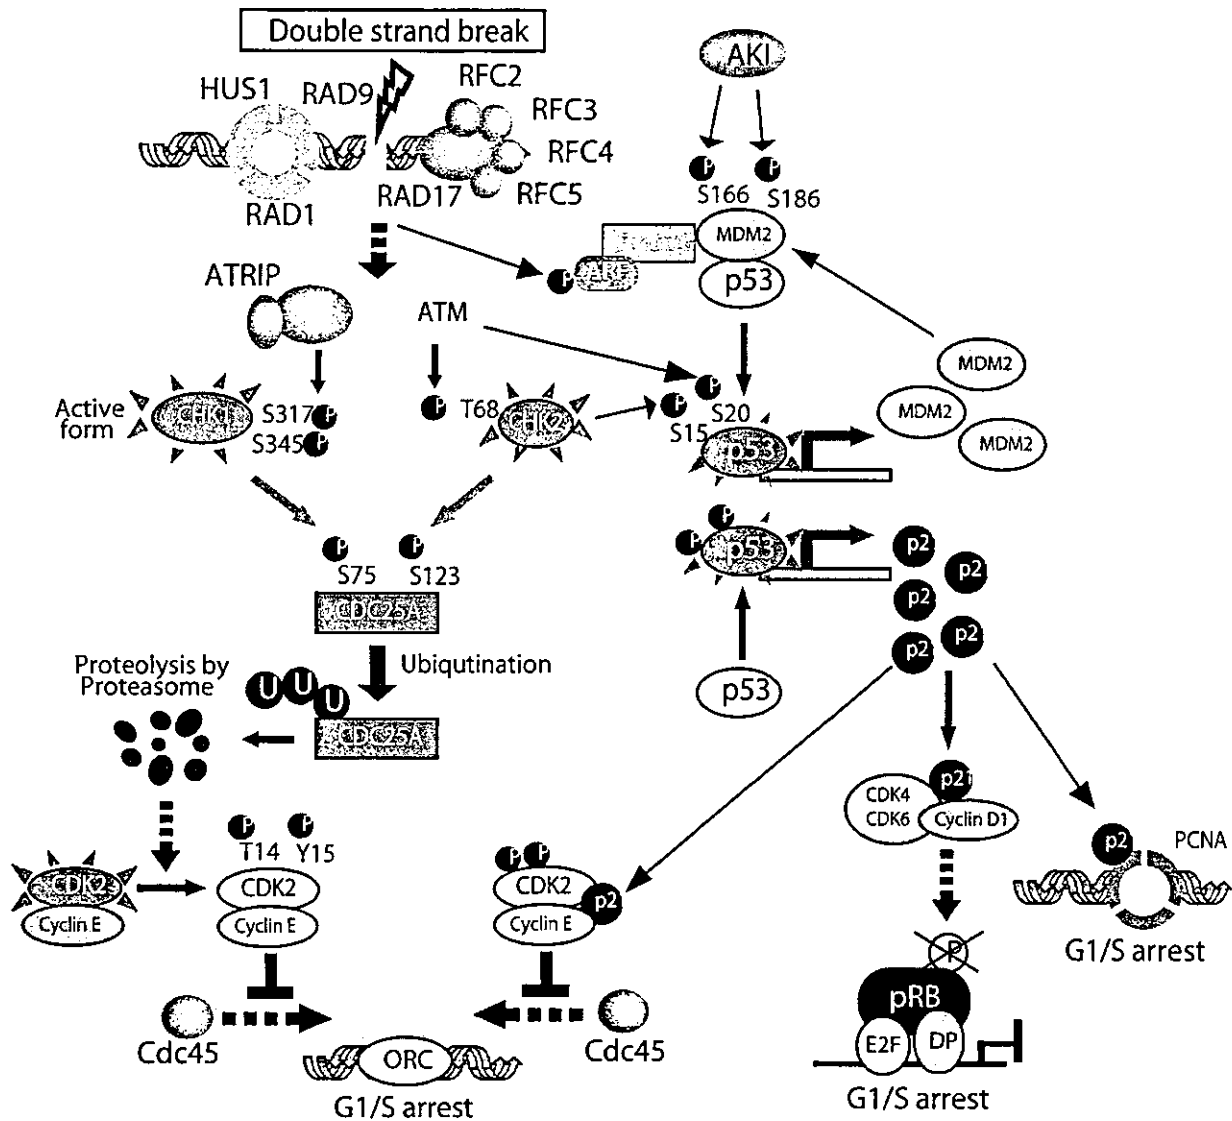 Double strand break
AKI
HUS1
RAD9
RFC2
RFC3
RFC4
RFC5
RAD17
RAD1
P
P
S166
S186
MDM2
ARF
P
p53
ATRIP
ATM
MDM2
MDM2
MDM2
Active
form
CHK1
S317
P
S345
P
P
T68
CHK2
P
P
S20
S15
p53
P
P
S75
S123
CDC25A
P
P
p53
p2
p2
p2
p2
p2
p53
Ubiqutination
Proteolysis by
Proteasome
U
U
U
CDC25A
P
P
T14
Y15
CDK2
Cyclin E
CDK2
Cyclin E
P
P
CDK2
Cyclin E
p2
p21
CDK4
CDK6
Cyclin D1
p2
PCNA
G1/S arrest
P
pRB
E2F
DP
G1/S arrest
Cdc45
Cdc45
ORC
G1/S arrest